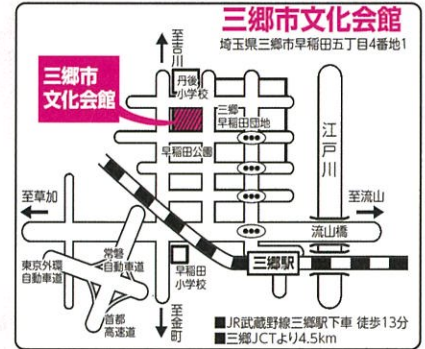 三郷市文化会館
埼玉県三郷市早稲田五丁目4番地1
至吉川
丹後
小学校
三郷市
文化会館
三郷
早稲田団地
早稲田公園
江戸川
至草加
至流山
流山橋
常磐
自動車道
東京外環
自動車道
早稲田
小学校
三郷駅
首都
高速道
至金町
■JR武蔵野線三郷駅下車 徒歩13分
■三郷JCTより4.5km